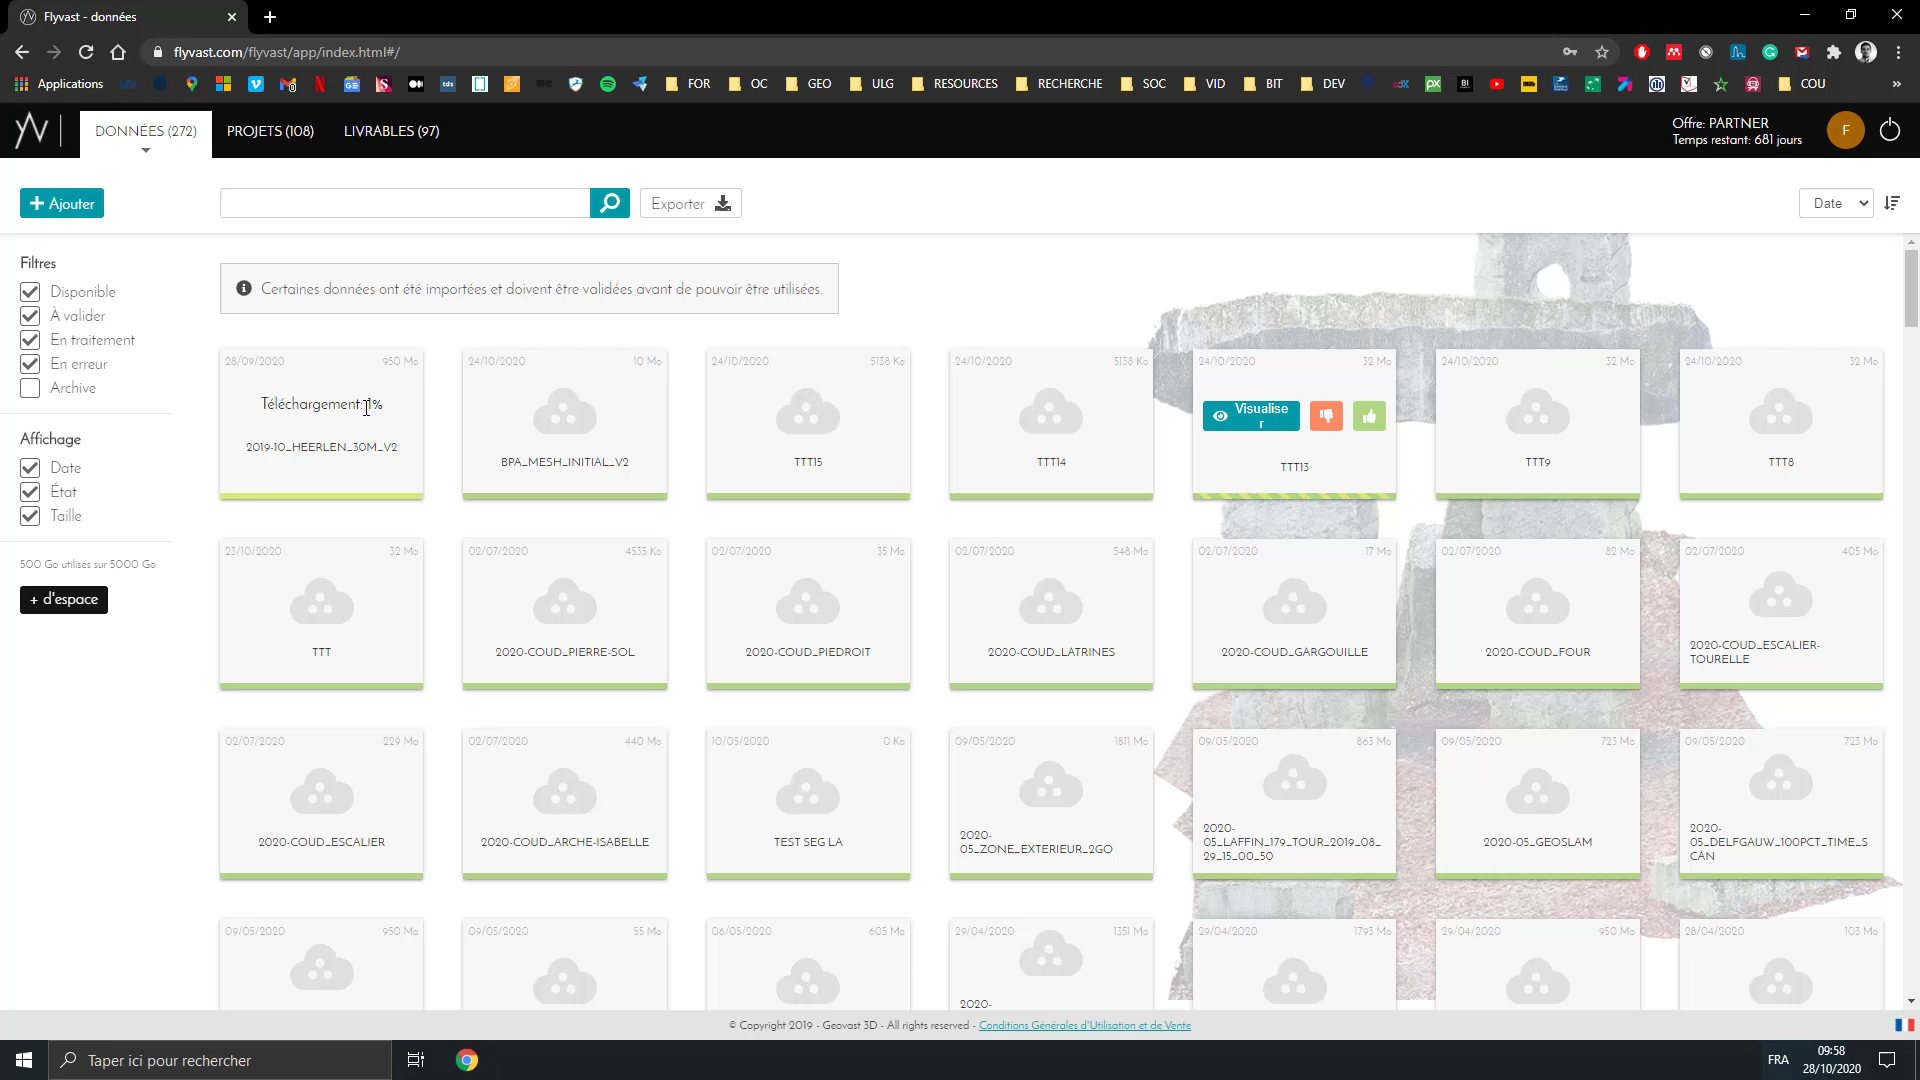 Flyvast - données
flyvast.com/flyvast/app/index.html#/
Applications
FOR
OC
GEO
ULG
RESOURCES
RECHERCHE
SOC
VID
BIT
DEV
COU
»
DONNÉES (272)
PROJETS (108)
LIVRABLES (97)
Offre: PARTNER
Temps restant: 681 jours
F
+ Ajouter
Exporter
Date
Filtres
Disponible
À valider
En traitement
En erreur
Archive
Affichage
Date
État
Taille
500 Go utilisés sur 5000 Go
+ d'espace
Certaines données ont été importées et doivent être validées avant de pouvoir être utilisées.
28/09/2020 950 Mo
Téléchargement: 1%
2019-10_HEERLEN_30M_V2
24/10/2020 10 Mo
BPA_MESH_INITIAL_V2
24/10/2020 5138 Ko
TTT15
24/10/2020 5138 Ko
TTT14
24/10/2020 32 Mo
Visualise
r
TTT13
24/10/2020 32 Mo
TTT9
24/10/2020 32 Mo
TTT8
23/10/2020 32 Mo
TTT
02/07/2020 4535 Ko
2020-COUD_PIERRE-SOL
02/07/2020 35 Mo
2020-COUD_PIEDROIT
02/07/2020 548 Mo
2020-COUD_LATRINES
02/07/2020 17 Mo
2020-COUD_GARGOUILLE
02/07/2020 82 Mo
2020-COUD_FOUR
02/07/2020 405 Mo
2020-COUD_ESCALIER-
TOURELLE
02/07/2020 229 Mo
2020-COUD_ESCALIER
02/07/2020 440 Mo
2020-COUD_ARCHE-ISABELLE
10/05/2020 0 Ko
TEST SEG LA
09/05/2020 1811 Mo
2020-
05_ZONE_EXTERIEUR_2GO
09/05/2020 863 Mo
2020-
05_LAFFIN_179_TOUR_2019_08_
29_15_00_50
09/05/2020 723 Mo
2020-05_GEOSLAM
09/05/2020 723 Mo
2020-
05_DELFGAUW_100PCT_TIME_S
CAN
09/05/2020 950 Mo
09/05/2020 55 Mo
06/05/2020 605 Mo
29/04/2020 1351 Mo
2020-
29/04/2020 1793 Mo
29/04/2020 950 Mo
28/04/2020 103 Mo
© Copyright 2019 - Geovast 3D - All rights reserved - Conditions Générales d'Utilisation et de Vente
Taper ici pour rechercher
FRA
09:58
28/10/2020